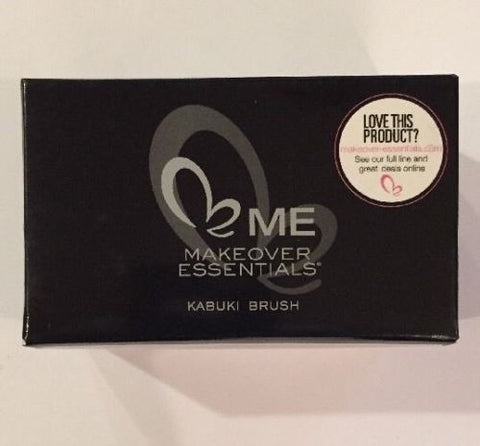 LOVE THIS
PRODUCT?
makeover-essentials.com
See our full line and
great deals online
ME
MAKEOVER
ESSENTIALS®
KABUKI BRUSH